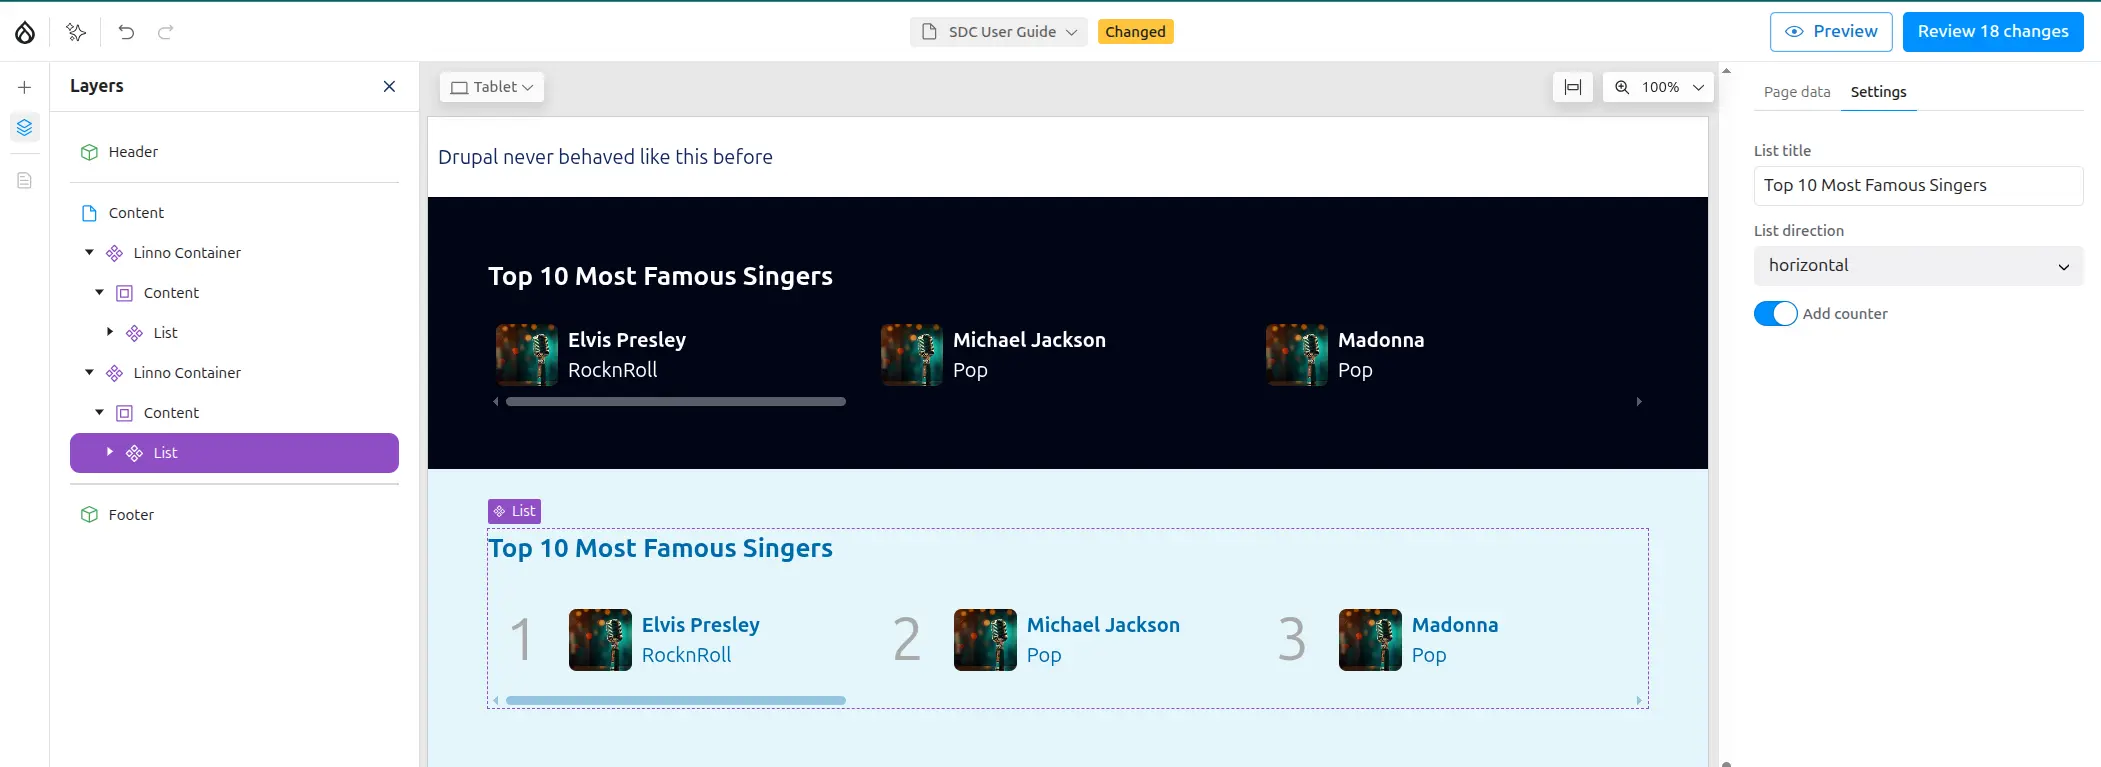 SDC User Guide
Changed
Preview
Review 18 changes
Layers
Header
Content
Linno Container
Content
List
Linno Container
Content
List
Footer
Tablet
100%
Drupal never behaved like this before
Top 10 Most Famous Singers
Elvis Presley
RocknRoll
Michael Jackson
Pop
Madonna
Pop
List
Top 10 Most Famous Singers
1
Elvis Presley
RocknRoll
2
Michael Jackson
Pop
3
Madonna
Pop
Page data
Settings
List title
Top 10 Most Famous Singers
List direction
horizontal
Add counter